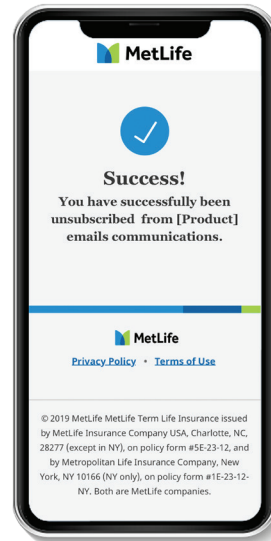 MetLife
Success!
You have successfully been
unsubscribed from [Product]
emails communications.
MetLife
Privacy Policy • Terms of Use
© 2019 MetLife MetLife Term Life Insurance issued
by MetLife Insurance Company USA, Charlotte, NC,
28277 (except in NY), on policy form #5E-23-12, and
by Metropolitan Life Insurance Company, New
York, NY 10166 (NY only), on policy form #1E-23-12-
NY. Both are MetLife companies.